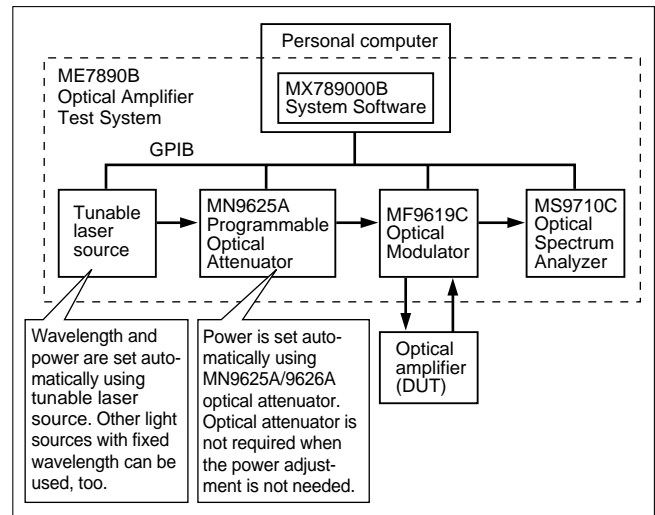 Personal computer
MX789000B
System Software
ME7890B
Optical Amplifier
Test System
GPIB
Tunable
laser
source
MN9625A
Programmable
Optical
Attenuator
MF9619C
Optical
Modulator
MS9710C
Optical
Spectrum
Analyzer
Wavelength and
power are set auto-
matically using
tunable laser
source. Other light
sources with fixed
wavelength can be
used, too.
Power is set auto-
matically using
MN9625A/9626A
optical attenuator.
Optical attenuator is
not required when
the power adjust-
ment is not needed.
Optical
amplifier
(DUT)